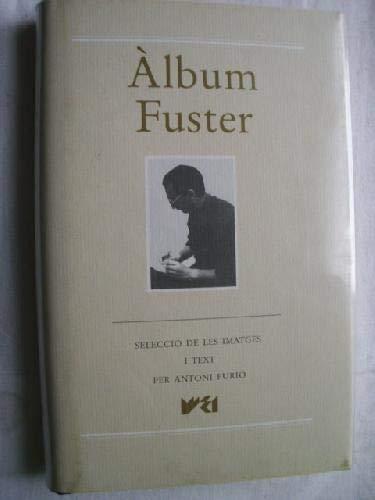 Àlbum
Fuster
SELECCIÓ DE LES IMATGES
I TEXT
PER ANTONI FURIÓ